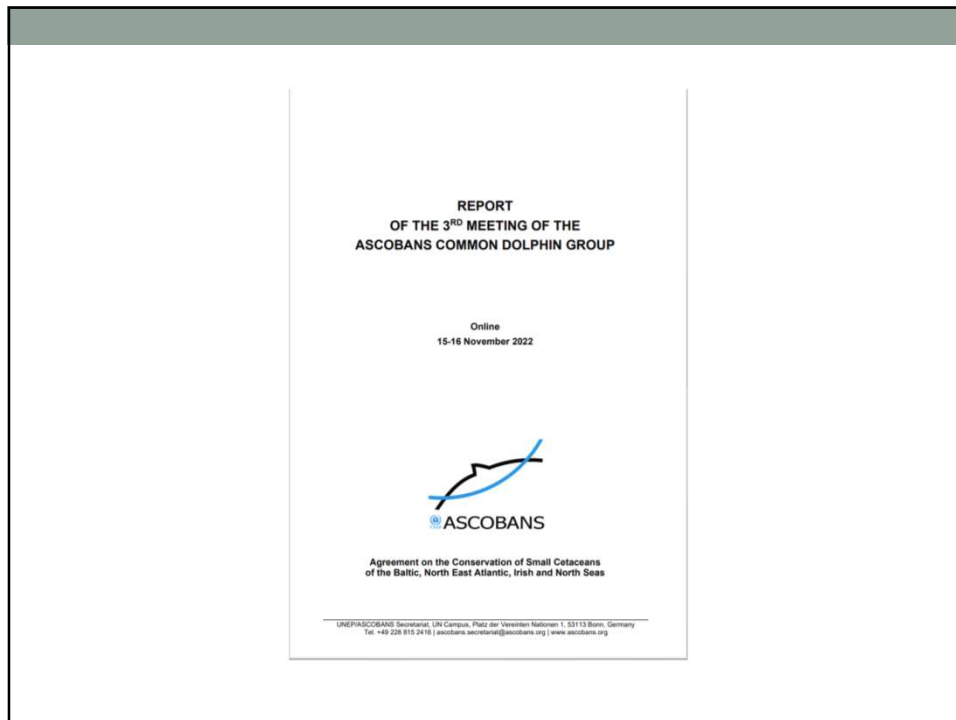 REPORT
OF THE 3RD MEETING OF THE
ASCOBANS COMMON DOLPHIN GROUP
Online
15-16 November 2022
ASCOBANS
Agreement on the Conservation of Small Cetaceans
of the Baltic, North East Atlantic, Irish and North Seas
UNEP/ASCOBANS Secretariat, UN Campus, Platz der Vereinten Nationen 1, 53113 Bonn, Germany
Tel. +49 228 815 2416 | ascobans.secretariat@ascobans.org | www.ascobans.org